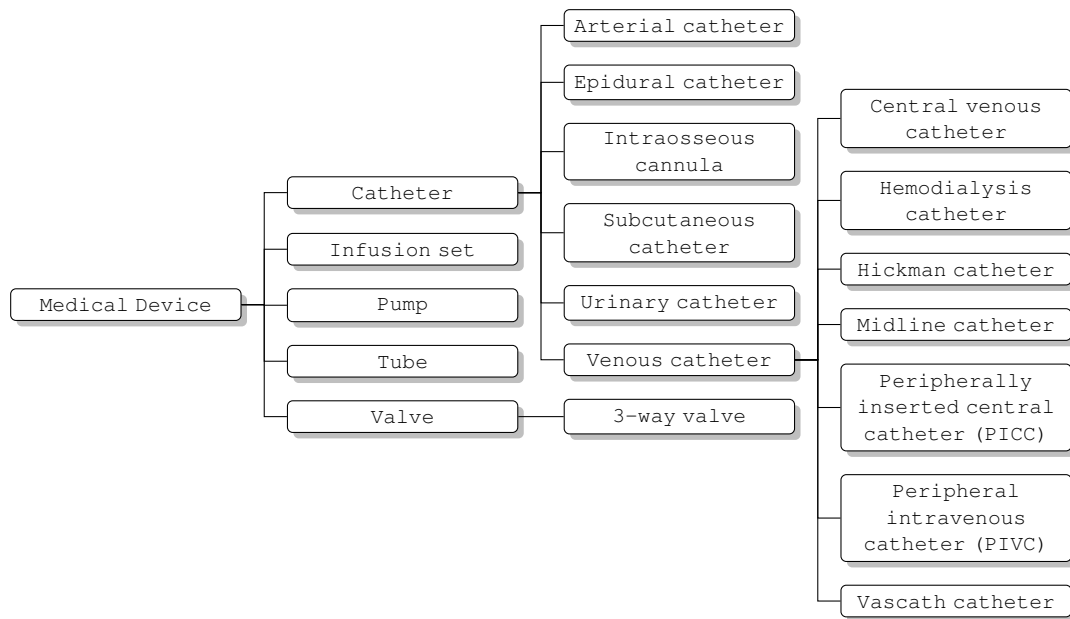 Medical Device
Catheter
Infusion set
Pump
Tube
Valve
Arterial catheter
Epidural catheter
Intraosseous
cannula
Subcutaneous
catheter
Urinary catheter
Venous catheter
3-way valve
Central venous
catheter
Hemodialysis
catheter
Hickman catheter
Midline catheter
Peripherally
inserted central
catheter (PICC)
Peripheral
intravenous
catheter (PIVC)
Vascath catheter